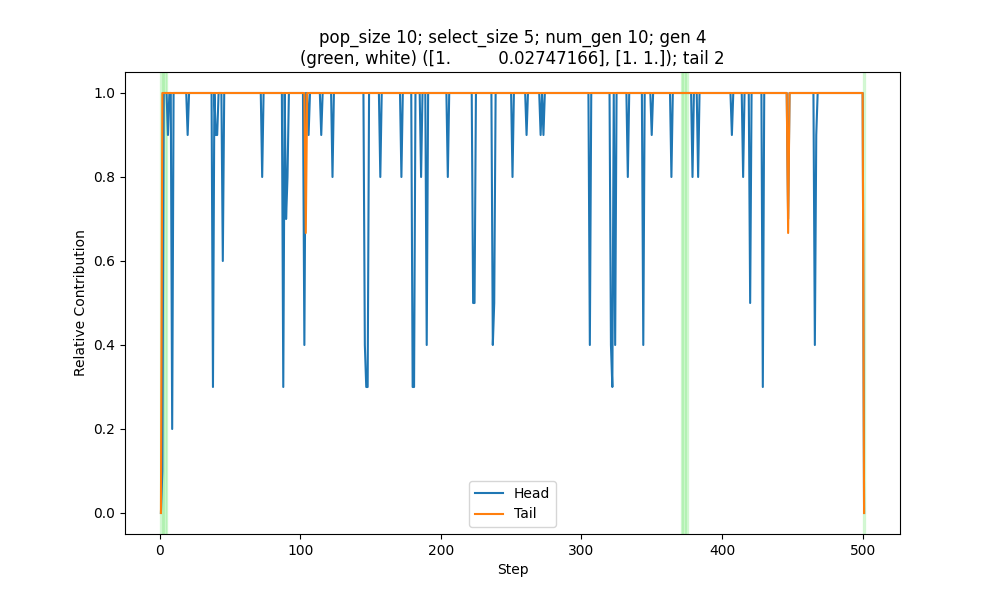 pop_size 10; select_size 5; num_gen 10; gen 4
(green, white) ([1.         0.02747166], [1. 1.]); tail 2
1.0
0.8
0.6
0.4
0.2
0.0
Relative Contribution
Head
Tail
0 100 200 300 400 500
Step